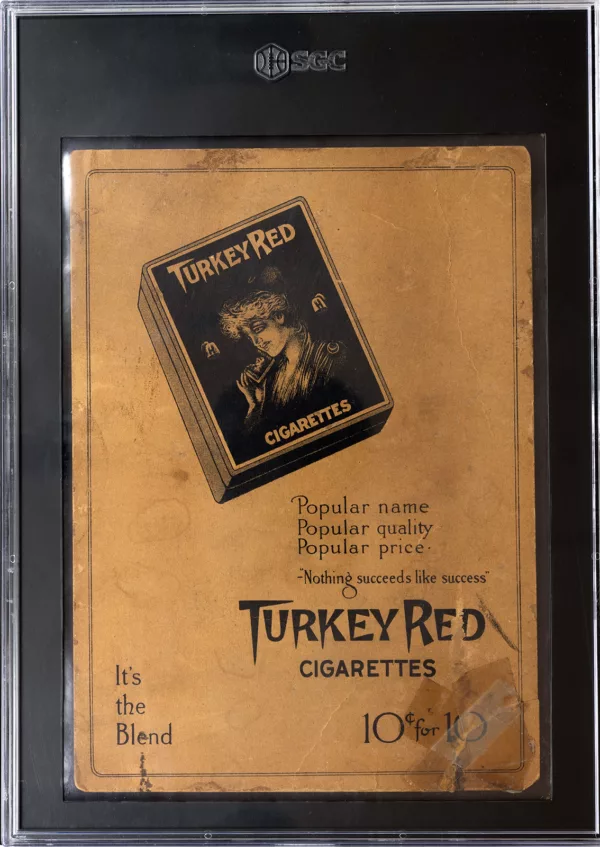 SGC
TURKEY RED
CIGARETTES
Popular name
Popular quality
Popular price.
-"Nothing succeeds like success"
TURKEY RED
CIGARETTES
It's
the
Blend
10¢ for 10